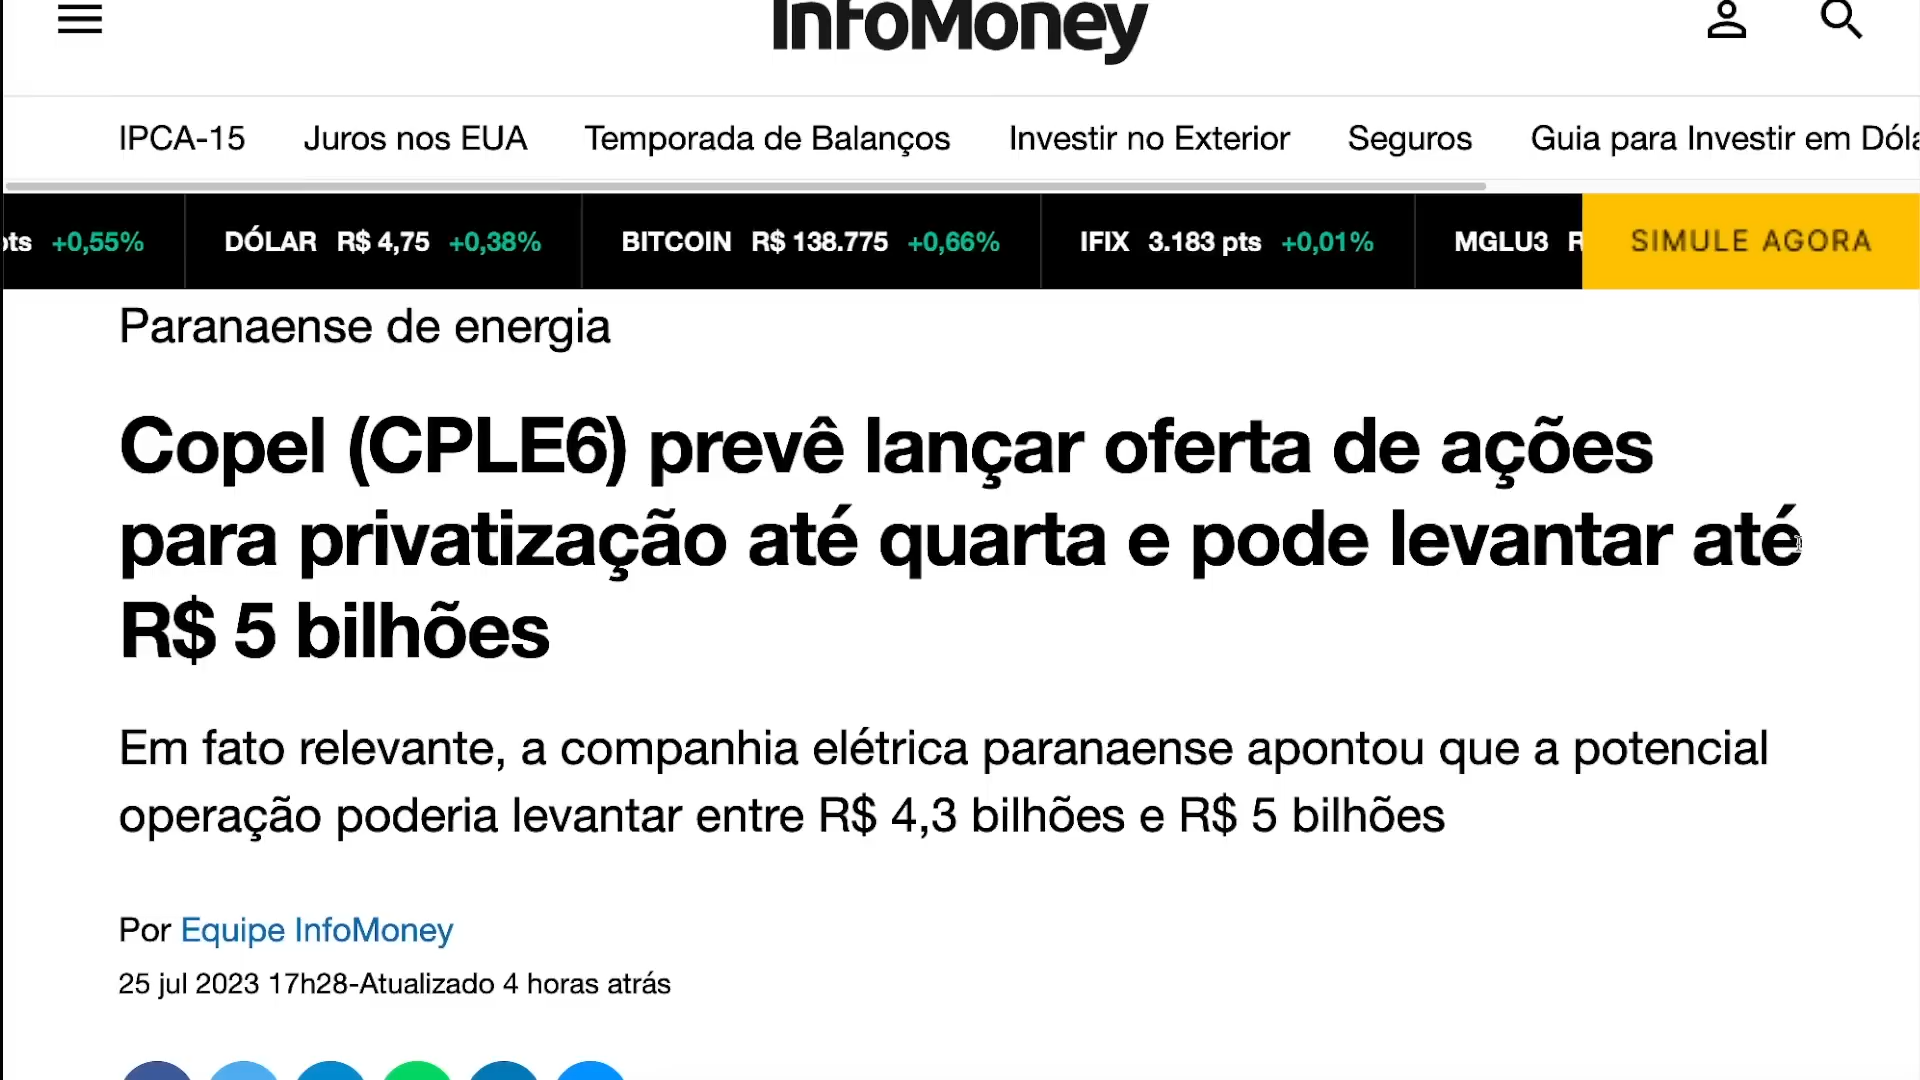 InfoMoney
IPCA-15 Juros nos EUA Temporada de Balanços Investir no Exterior Seguros Guia para Investir em
+0,55% DÓLAR R$ 4,75 +0,38% BITCOIN R$ 138.775 +0,66% IFIX 3.183 pts +0,01% MGLU3 SIMULE AGORA
Paranaense de energia
Copel (CPLE6) prevê lançar oferta de ações
para privatização até quarta e pode levantar até
R$ 5 bilhões
Em fato relevante, a companhia elétrica paranaense apontou que a potencial
operação poderia levantar entre R$ 4,3 bilhões e R$ 5 bilhões
Por Equipe InfoMoney
25 jul 2023 17h28-Atualizado 4 horas atrás